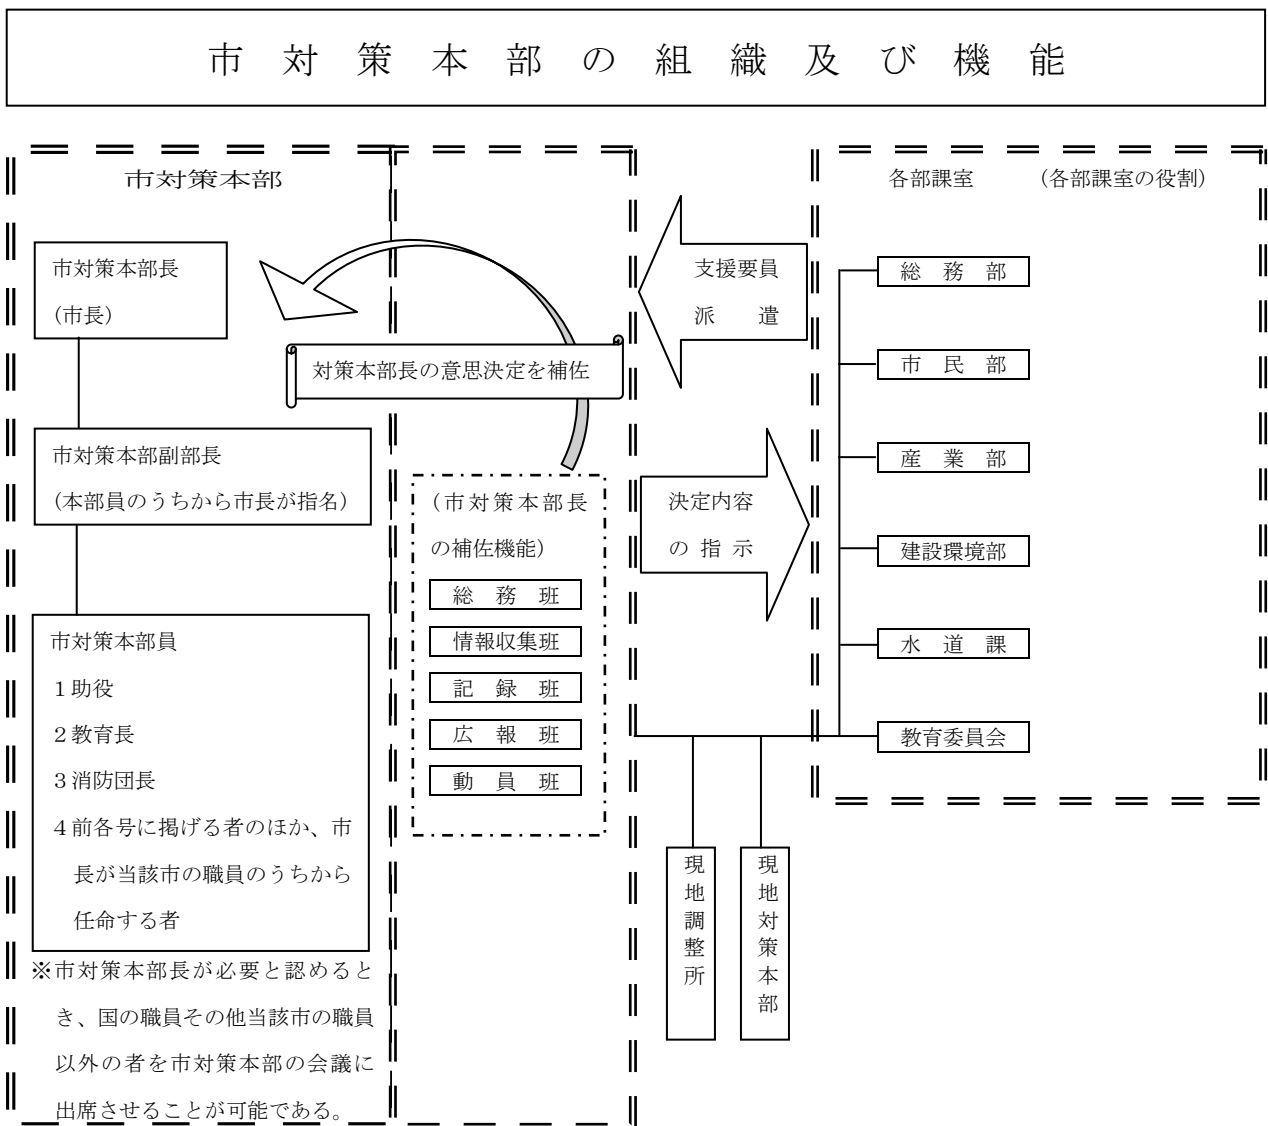 市対策本部の組織及び機能
市対策本部
市対策本部長
（市長）
市対策本部副部長
（本部員のうちから市長が指名）
市対策本部員
１助役
２教育長
３消防団長
４前各号に掲げる者のほか、市
長が当該市の職員のうちから
任命する者
※市対策本部長が必要と認めると
き、国の職員その他当該市の職員
以外の者を市対策本部の会議に
出席させることが可能である。
対策本部長の意思決定を補佐
（市対策本部長
の補佐機能）
総務班
情報収集班
記録班
広報班
動員班
支援要員
派遣
決定内容
の指示
現地調整所
現地対策本部
各部課室　（各部課室の役割）
総務部
市民部
産業部
建設環境部
水道課
教育委員会